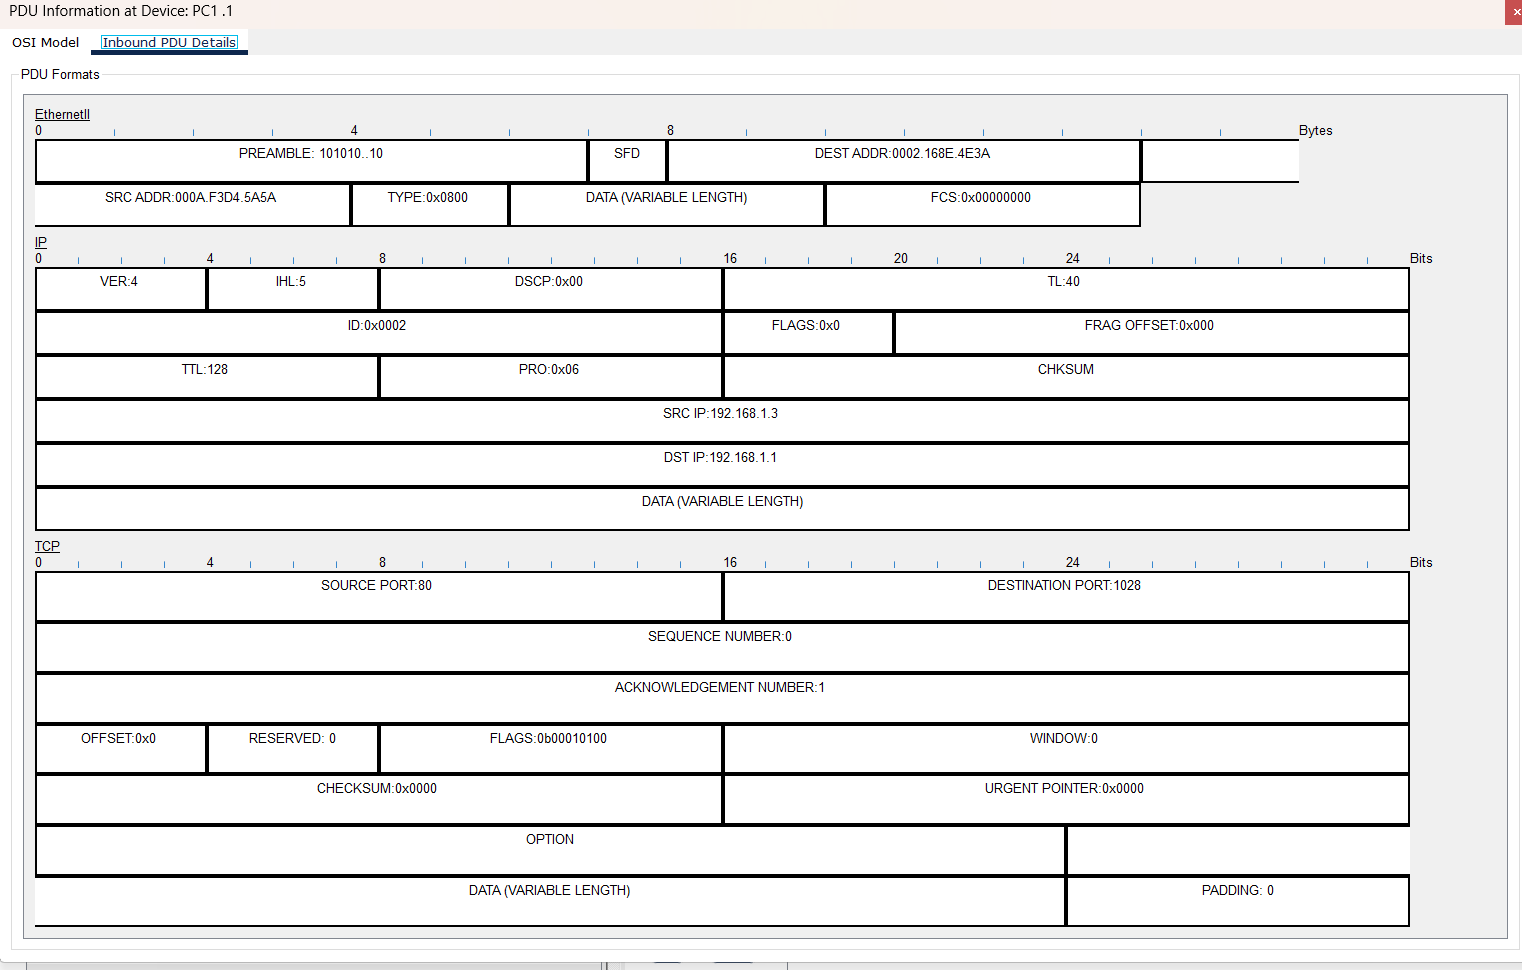 PDU Information at Device: PC1 .1
×
OSI Model Inbound PDU Details
PDU Formats
EthernetII
0 4 8 Bytes
PREAMBLE: 101010..10 SFD DEST ADDR:0002.168E.4E3A
SRC ADDR:000A.F3D4.5A5A TYPE:0x0800 DATA (VARIABLE LENGTH) FCS:0x00000000
IP
0 4 8 16 20 24 Bits
VER:4 IHL:5 DSCP:0x00 TL:40
ID:0x0002 FLAGS:0x0 FRAG OFFSET:0x000
TTL:128 PRO:0x06 CHKSUM
SRC IP:192.168.1.3
DST IP:192.168.1.1
DATA (VARIABLE LENGTH)
TCP
0 4 8 16 24 Bits
SOURCE PORT:80 DESTINATION PORT:1028
SEQUENCE NUMBER:0
ACKNOWLEDGEMENT NUMBER:1
OFFSET:0x0 RESERVED: 0 FLAGS:0b00010100 WINDOW:0
CHECKSUM:0x0000 URGENT POINTER:0x0000
OPTION
DATA (VARIABLE LENGTH) PADDING: 0